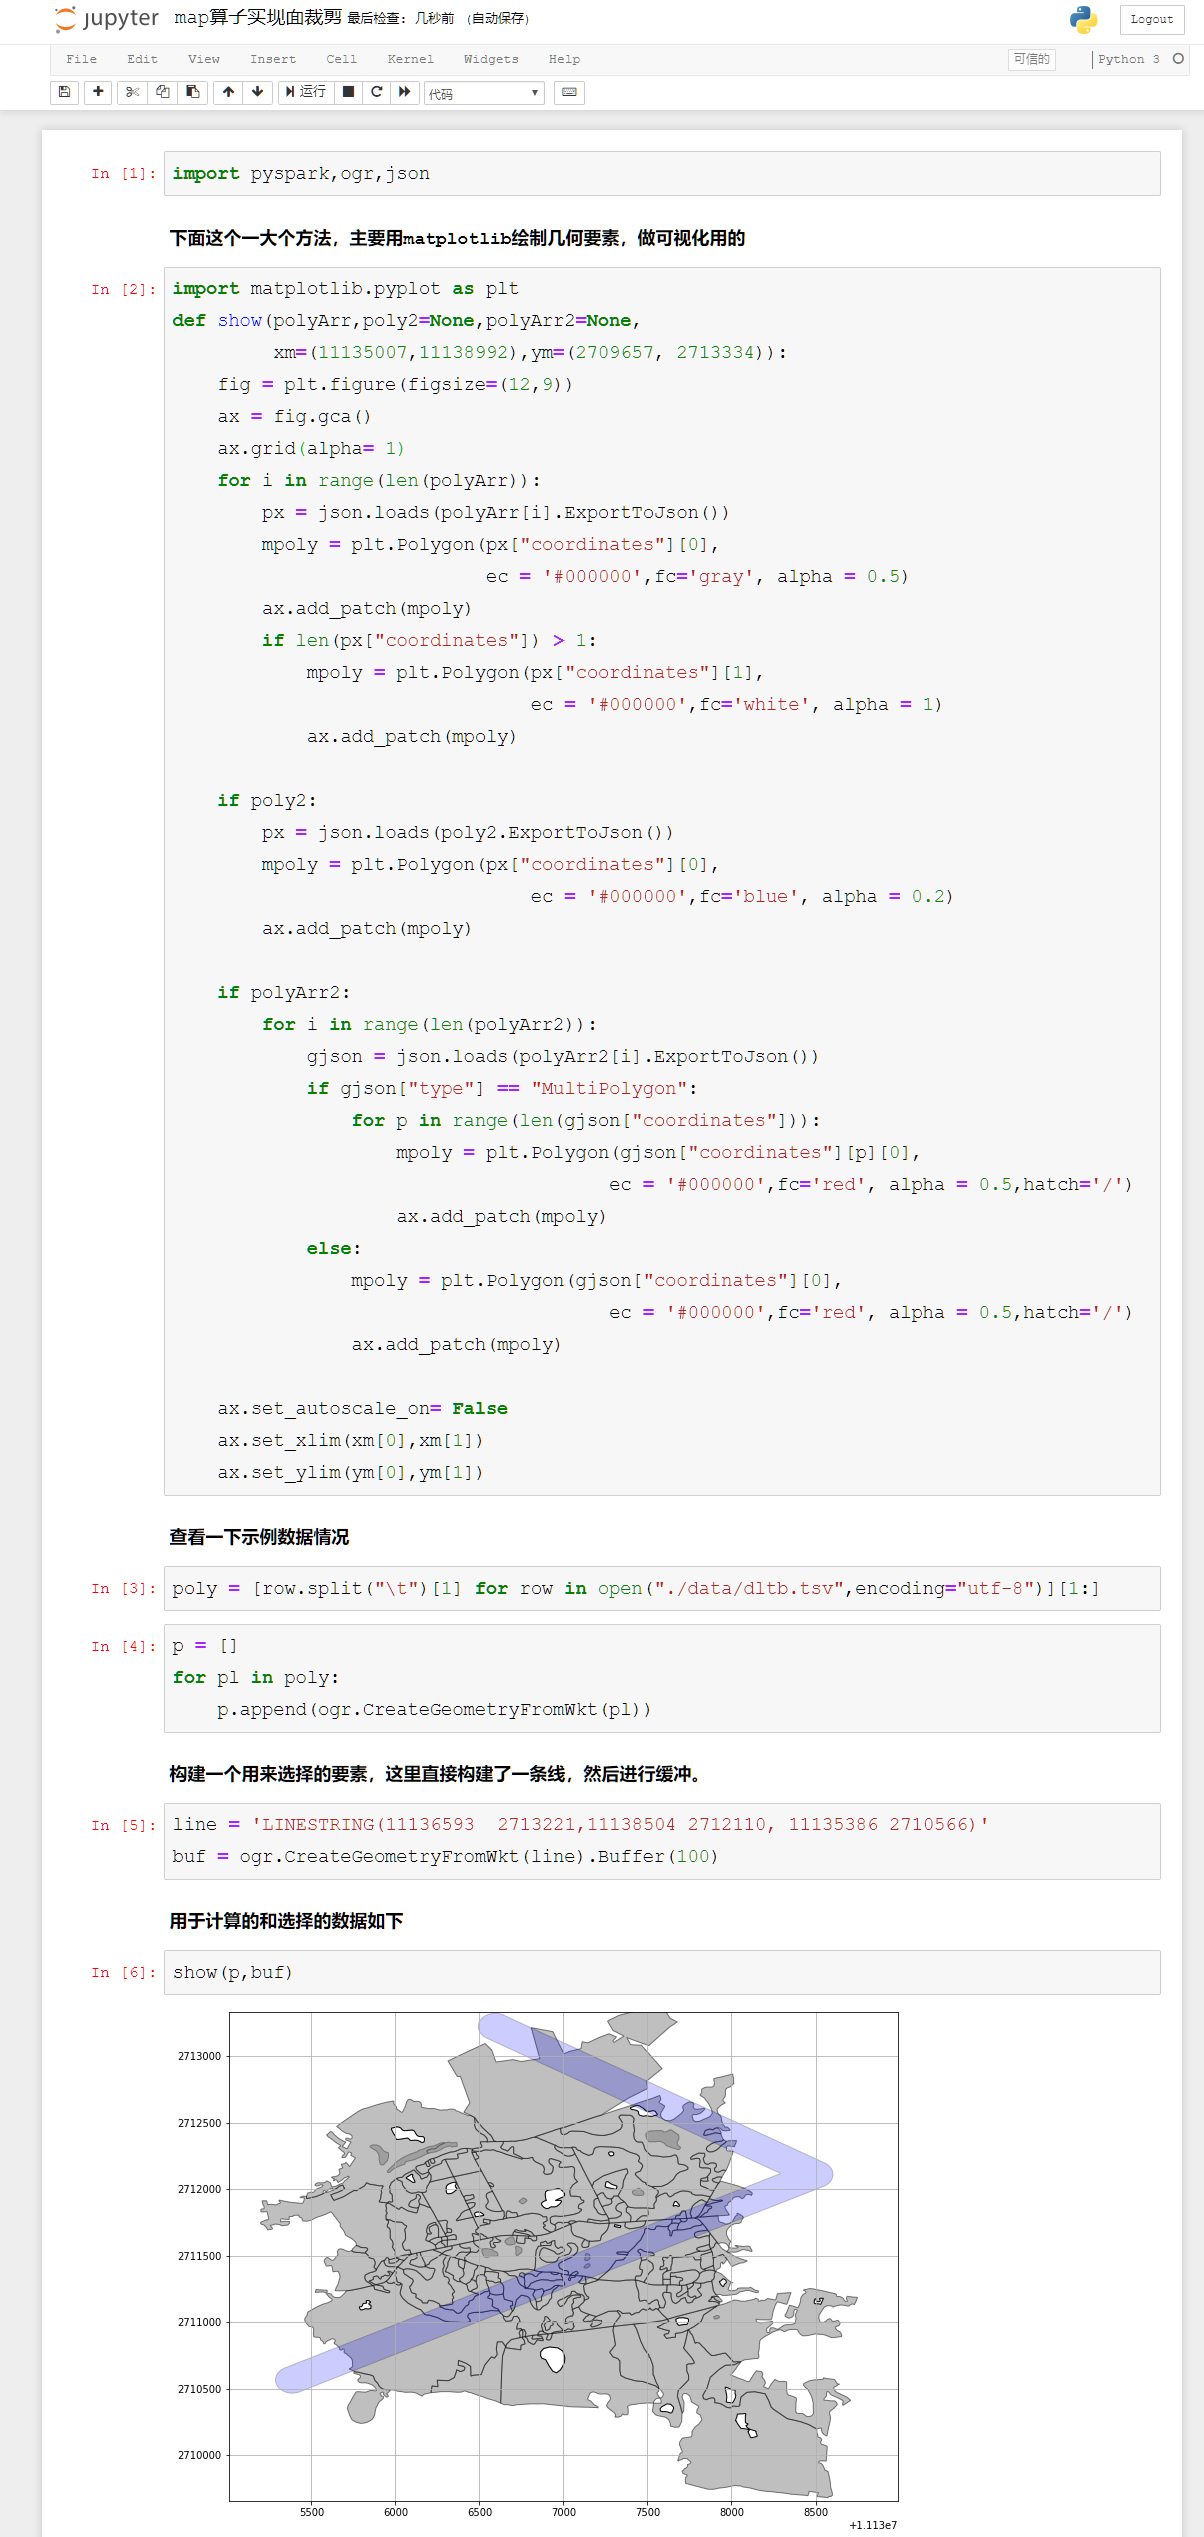 jupyter map算子实现面裁剪 最后检查: 几秒前 (自动保存) Logout
File Edit View Insert Cell Kernel Widgets Help 可信的 Python 3
运行 代码
In [1]: import pyspark,ogr,json
下面这个一大个方法，主要用matplotlib绘制几何要素，做可视化用的
In [2]: import matplotlib.pyplot as plt
def show(polyArr,poly2=None,polyArr2=None,
xm=(11135007,11138992),ym=(2709657, 2713334)):
fig = plt.figure(figsize=(12,9))
ax = fig.gca()
ax.grid(alpha= 1)
for i in range(len(polyArr)):
px = json.loads(polyArr[i].ExportToJson())
mpoly = plt.Polygon(px["coordinates"][0],
ec = '#000000',fc='gray', alpha = 0.5)
ax.add_patch(mpoly)
if len(px["coordinates"]) > 1:
mpoly = plt.Polygon(px["coordinates"][1],
ec = '#000000',fc='white', alpha = 1)
ax.add_patch(mpoly)
if poly2:
px = json.loads(poly2.ExportToJson())
mpoly = plt.Polygon(px["coordinates"][0],
ec = '#000000',fc='blue', alpha = 0.2)
ax.add_patch(mpoly)
if polyArr2:
for i in range(len(polyArr2)):
gjson = json.loads(polyArr2[i].ExportToJson())
if gjson["type"] == "MultiPolygon":
for p in range(len(gjson["coordinates"])):
mpoly = plt.Polygon(gjson["coordinates"][p][0],
ec = '#000000',fc='red', alpha = 0.5,hatch='/')
ax.add_patch(mpoly)
else:
mpoly = plt.Polygon(gjson["coordinates"][0],
ec = '#000000',fc='red', alpha = 0.5,hatch='/')
ax.add_patch(mpoly)
ax.set_autoscale_on= False
ax.set_xlim(xm[0],xm[1])
ax.set_ylim(ym[0],ym[1])
查看一下示例数据情况
In [3]: poly = [row.split("\t")[1] for row in open("./data/dltb.tsv",encoding="utf-8")][1:]
In [4]: p = []
for pl in poly:
p.append(ogr.CreateGeometryFromWkt(pl))
构建一个用来选择的要素，这里直接构建了一条线，然后进行缓冲。
In [5]: line = 'LINESTRING(11136593  2713221,11138504 2712110, 11135386 2710566)'
buf = ogr.CreateGeometryFromWkt(line).Buffer(100)
用于计算的和选择的数据如下
In [6]: show(p,buf)
2713000
2712500
2712000
2711500
2711000
2710500
2710000
5500 6000 6500 7000 7500 8000 8500
+1.113e7